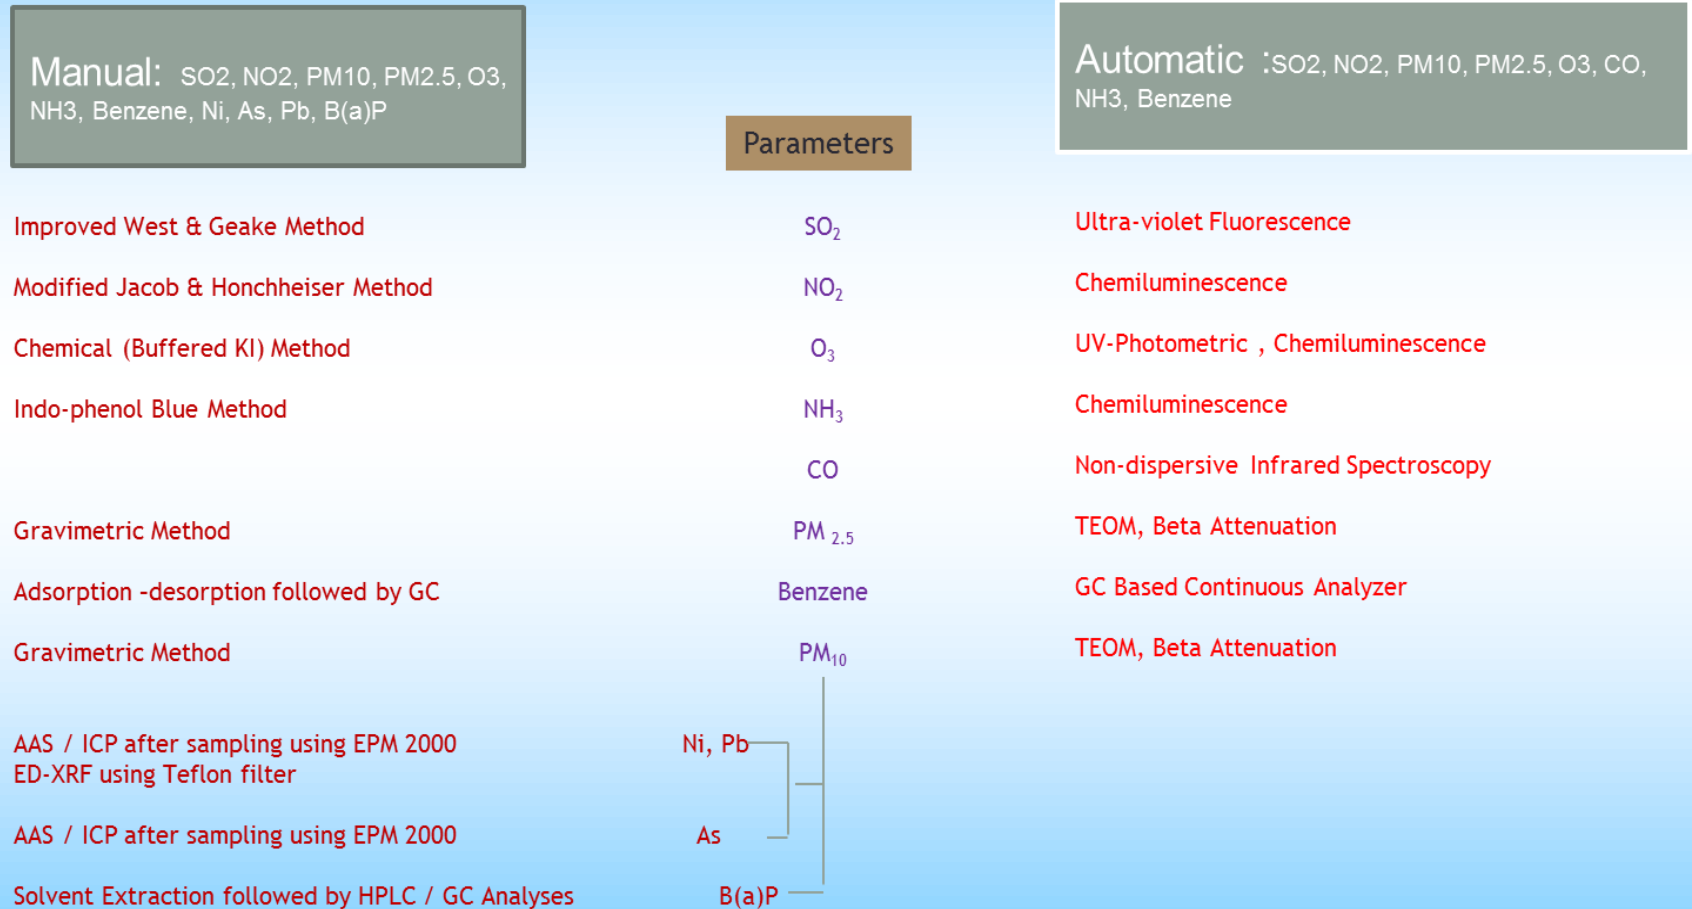 Manual: SO2, NO2, PM10, PM2.5, O3,
NH3, Benzene, Ni, As, Pb, B(a)P
Automatic :SO2, NO2, PM10, PM2.5, O3, CO,
NH3, Benzene
Parameters
Improved West & Geake Method SO₂ Ultra-violet Fluorescence
Modified Jacob & Honchheiser Method NO₂ Chemiluminescence
Chemical (Buffered KI) Method O₃ UV-Photometric , Chemiluminescence
Indo-phenol Blue Method NH₃ Chemiluminescence
CO Non-dispersive Infrared Spectroscopy
Gravimetric Method PM ₂.₅ TEOM, Beta Attenuation
Adsorption –desorption followed by GC Benzene GC Based Continuous Analyzer
Gravimetric Method PM₁₀ TEOM, Beta Attenuation
AAS / ICP after sampling using EPM 2000 Ni, Pb
ED-XRF using Teflon filter
AAS / ICP after sampling using EPM 2000 As
Solvent Extraction followed by HPLC / GC Analyses B(a)P